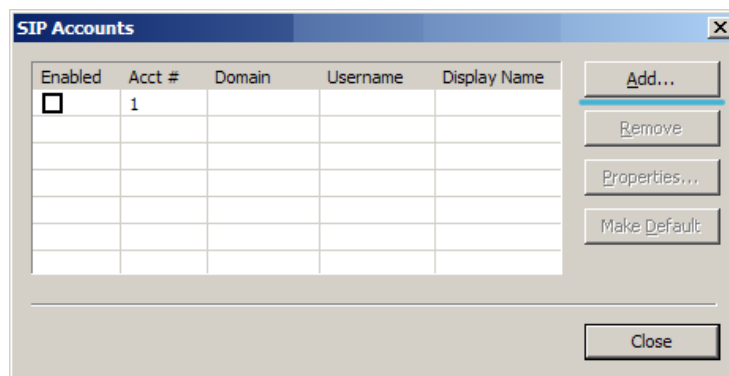 SIP Accounts
Enabled Acct # Domain Username Display Name
1
Add...
Remove
Properties...
Make Default
Close